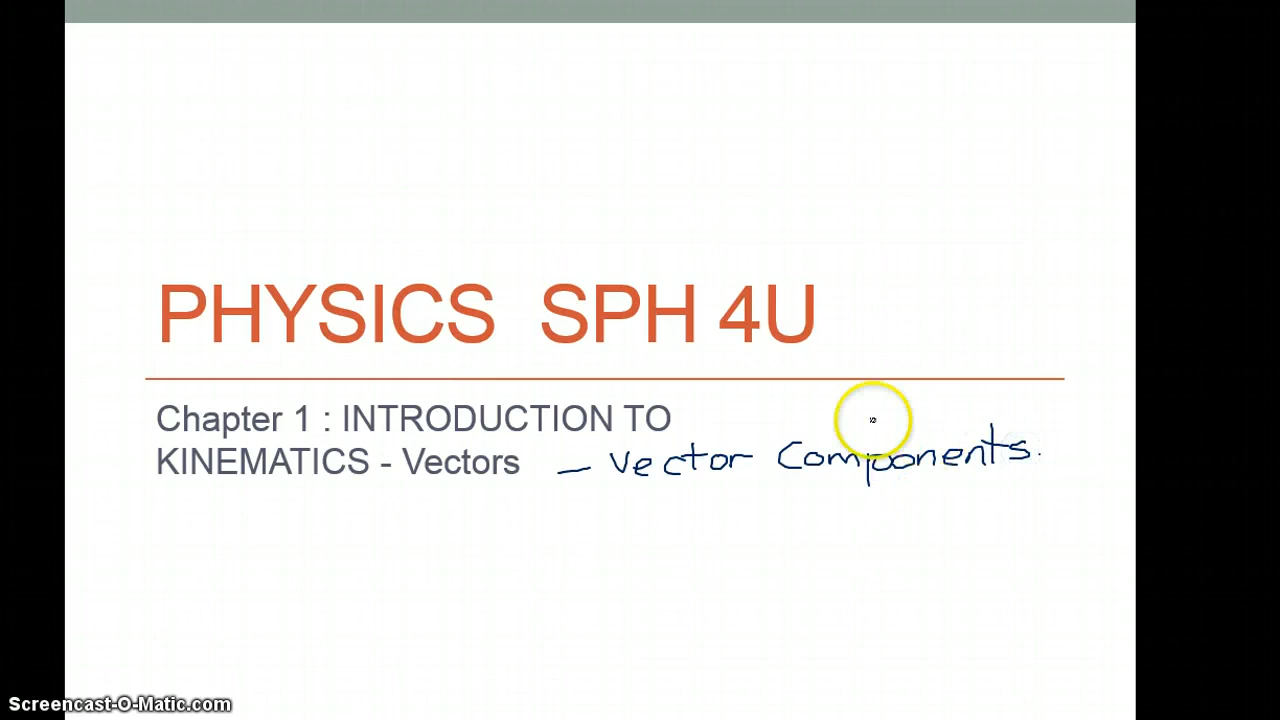 PHYSICS SPH 4U
Chapter 1 : INTRODUCTION TO
KINEMATICS - Vectors – Vector Components.
Screencast-O-Matic.com